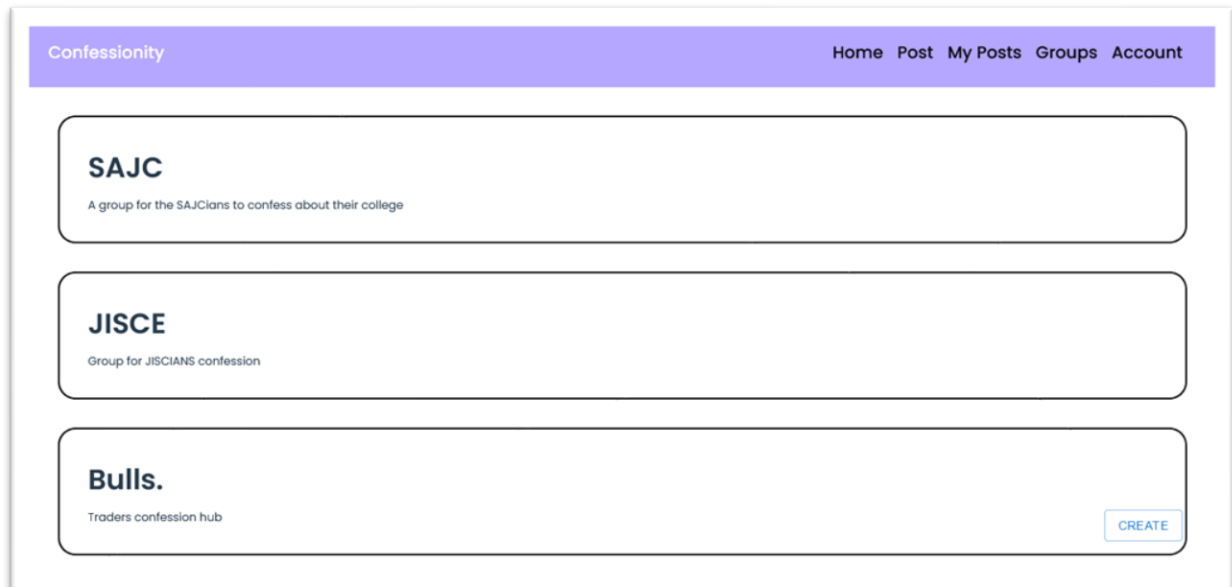 Confessionity
Home Post My Posts Groups Account
SAJC
A group for the SAJCians to confess about their college
JISCE
Group for JISCIANS confession
Bulls.
Traders confession hub
CREATE